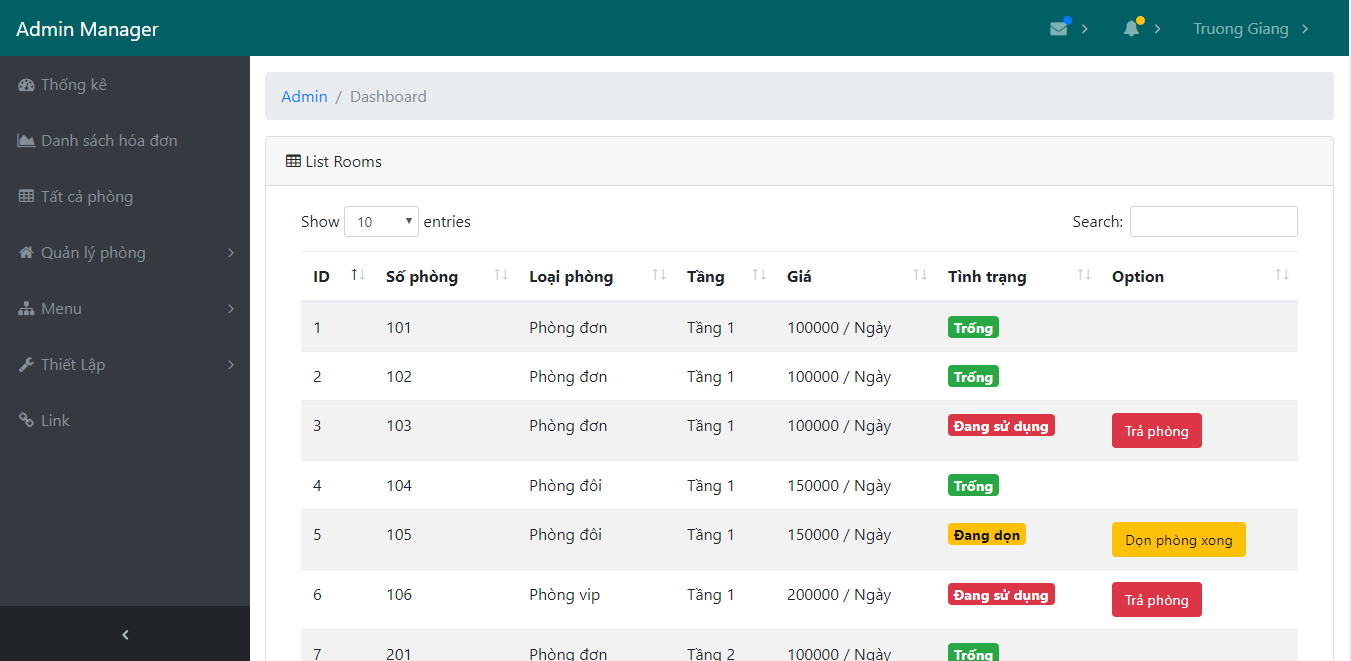 Admin Manager
Truong Giang
Thống kê
Danh sách hóa đơn
Tất cả phòng
Quản lý phòng
Menu
Thiết Lập
Link
Admin / Dashboard
List Rooms
Show 10 entries
Search:
ID Số phòng Loại phòng Tầng Giá Tình trạng Option
1 101 Phòng đơn Tầng 1 100000 / Ngày Trống
2 102 Phòng đơn Tầng 1 100000 / Ngày Trống
3 103 Phòng đơn Tầng 1 100000 / Ngày Đang sử dụng Trả phòng
4 104 Phòng đôi Tầng 1 150000 / Ngày Trống
5 105 Phòng đôi Tầng 1 150000 / Ngày Đang dọn Dọn phòng xong
6 106 Phòng vip Tầng 1 200000 / Ngày Đang sử dụng Trả phòng
7 201 Phòng đơn Tầng 2 100000 / Ngày Trống